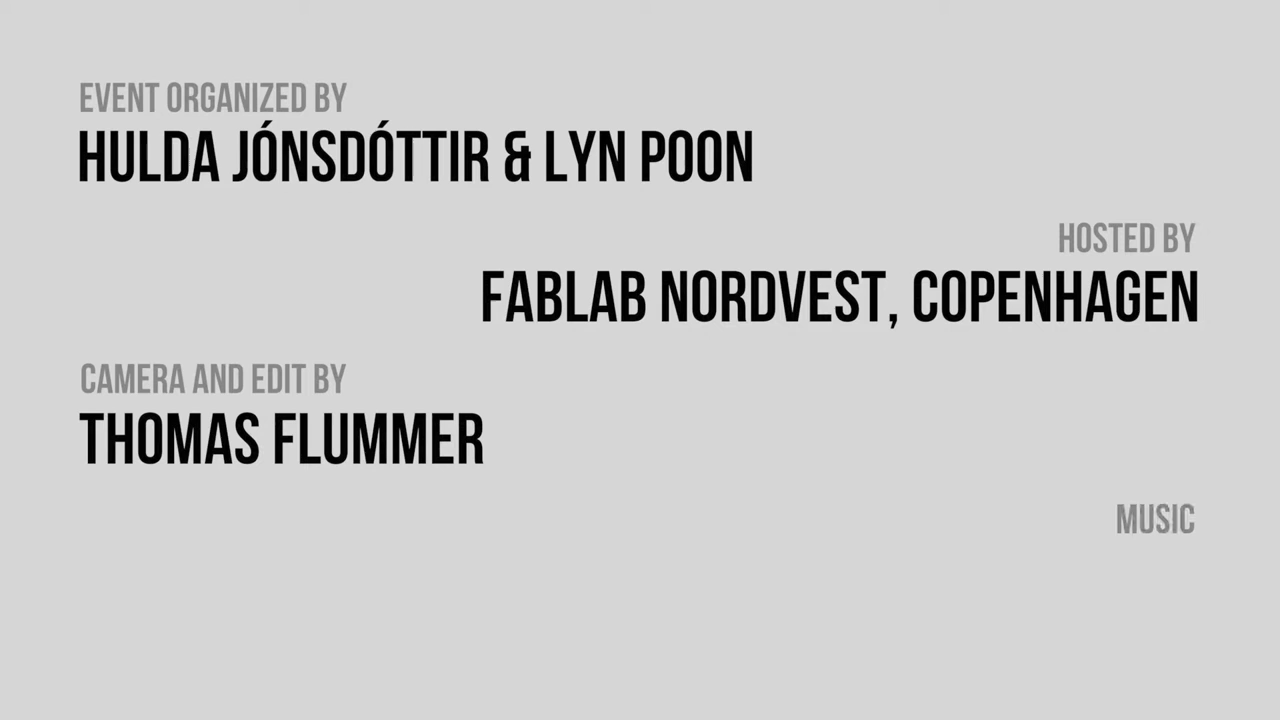 EVENT ORGANIZED BY
HULDA JÓNSDÓTTIR & LYN POON
HOSTED BY
FABLAB NORDVEST, COPENHAGEN
CAMERA AND EDIT BY
THOMAS FLUMMER
MUSIC